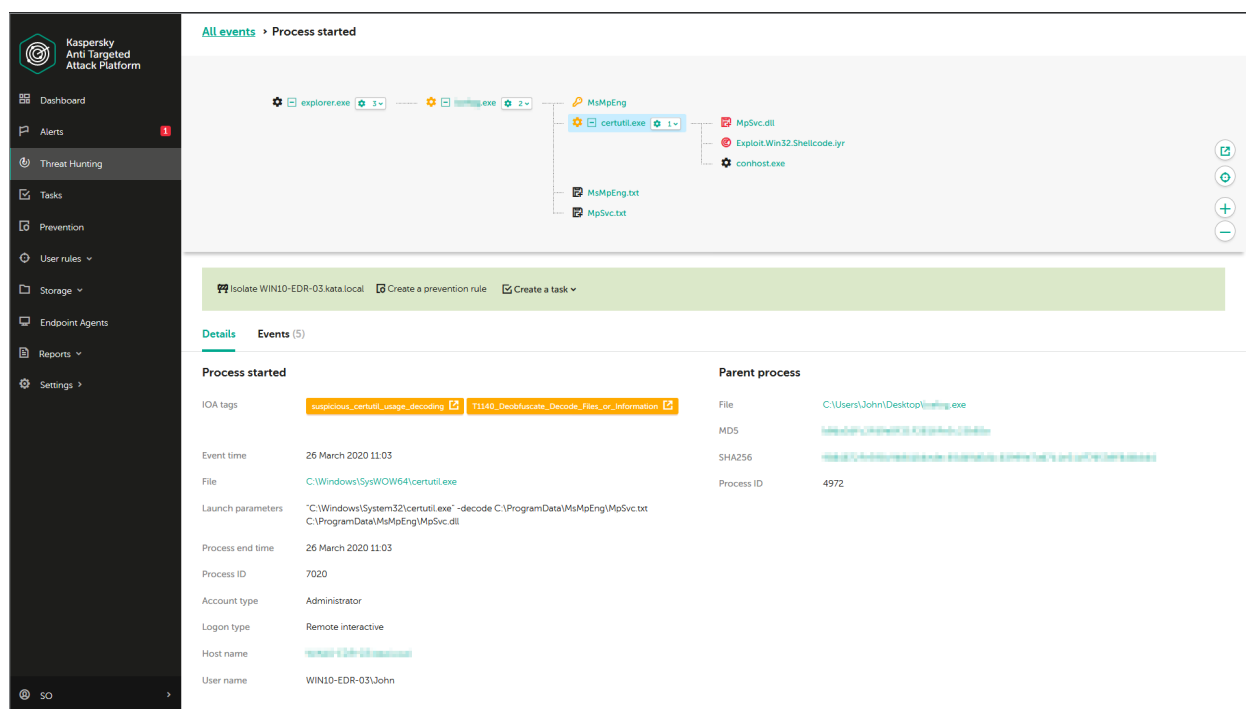 Kaspersky
Anti Targeted
Attack Platform
Dashboard
Alerts 1
Threat Hunting
Tasks
Prevention
User rules
Storage
Endpoint Agents
Reports
Settings
SO
All events › Process started
explorer.exe 3 .exe 2 MsMpEng
certutil.exe 1 MpSvc.dll
Exploit.Win32.Shellcode.iyr
conhost.exe
MsMpEng.txt
MpSvc.txt
Isolate WIN10-EDR-03.kata.local Create a prevention rule Create a task
Details Events (5)
Process started
IOA tags suspicious_certutil_usage_decoding T1140_Deobfuscate_Decode_Files_or_Information
Event time 26 March 2020 11:03
File C:\Windows\SysWOW64\certutil.exe
Launch parameters "C:\Windows\System32\certutil.exe" -decode C:\ProgramData\MsMpEng\MpSvc.txt
C:\ProgramData\MsMpEng\MpSvc.dll
Process end time 26 March 2020 11:03
Process ID 7020
Account type Administrator
Logon type Remote interactive
Host name
User name WIN10-EDR-03\John
Parent process
File C:\Users\John\Desktop\ .exe
MD5
SHA256
Process ID 4972